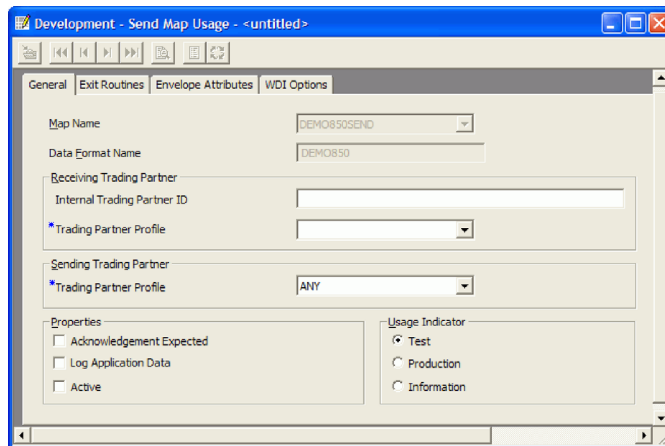 Development - Send Map Usage - <untitled>
General Exit Routines Envelope Attributes WDI Options
Map Name DEMO850SEND
Data Format Name DEMO850
Receiving Trading Partner
Internal Trading Partner ID
*Trading Partner Profile
Sending Trading Partner
*Trading Partner Profile ANY
Properties Usage Indicator
Acknowledgement Expected Test
Log Application Data Production
Active Information